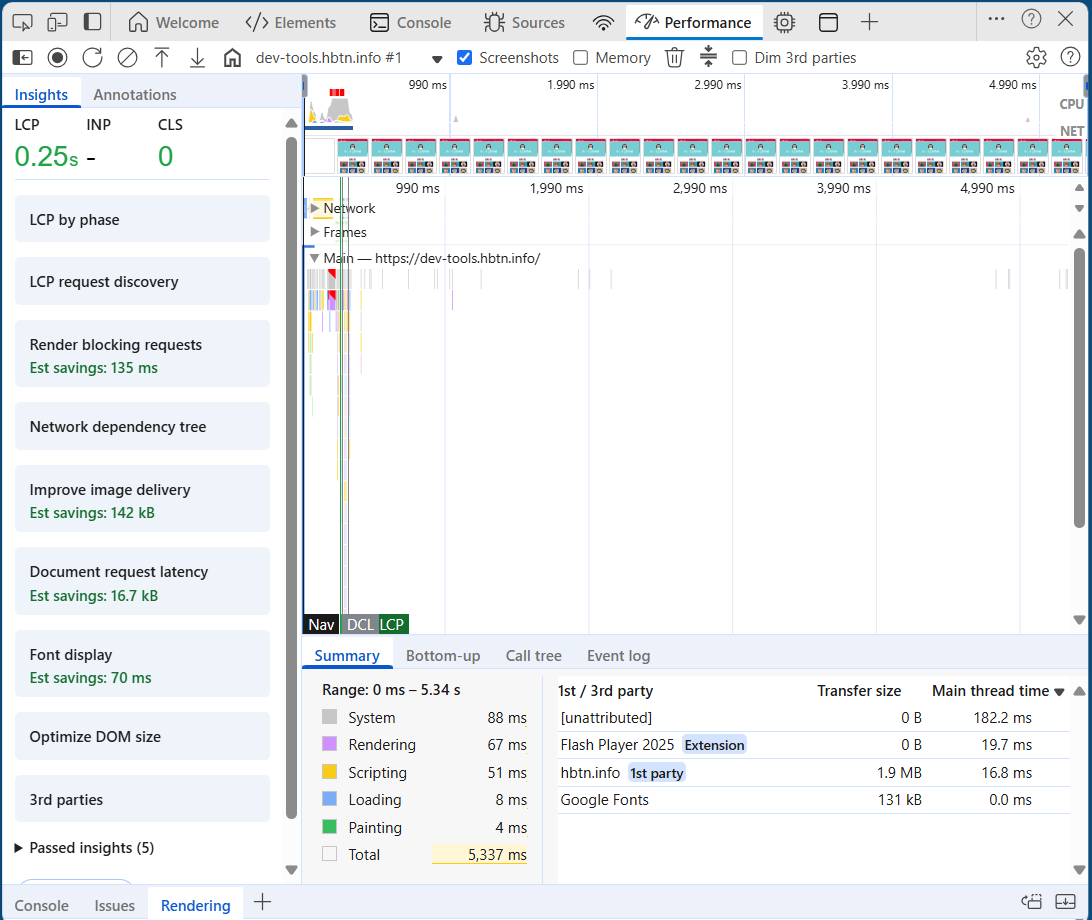 Welcome Elements Console Sources Performance
dev-tools.hbtn.info #1 Screenshots Memory Dim 3rd parties
Insights Annotations
LCP INP CLS
0.25s - 0
LCP by phase
LCP request discovery
Render blocking requests
Est savings: 135 ms
Network dependency tree
Improve image delivery
Est savings: 142 kB
Document request latency
Est savings: 16.7 kB
Font display
Est savings: 70 ms
Optimize DOM size
3rd parties
Passed insights (5)
990 ms 1.990 ms 2.990 ms 3.990 ms 4.990 ms
CPU
NET
990 ms 1,990 ms 2,990 ms 3,990 ms 4,990 ms
Network
Frames
Main — https://dev-tools.hbtn.info/
Nav DCL LCP
Summary Bottom-up Call tree Event log
Range: 0 ms – 5.34 s
System 88 ms
Rendering 67 ms
Scripting 51 ms
Loading 8 ms
Painting 4 ms
Total 5,337 ms
1st / 3rd party Transfer size Main thread time
[unattributed] 0 B 182.2 ms
Flash Player 2025 Extension 0 B 19.7 ms
hbtn.info 1st party 1.9 MB 16.8 ms
Google Fonts 131 kB 0.0 ms
Console Issues Rendering